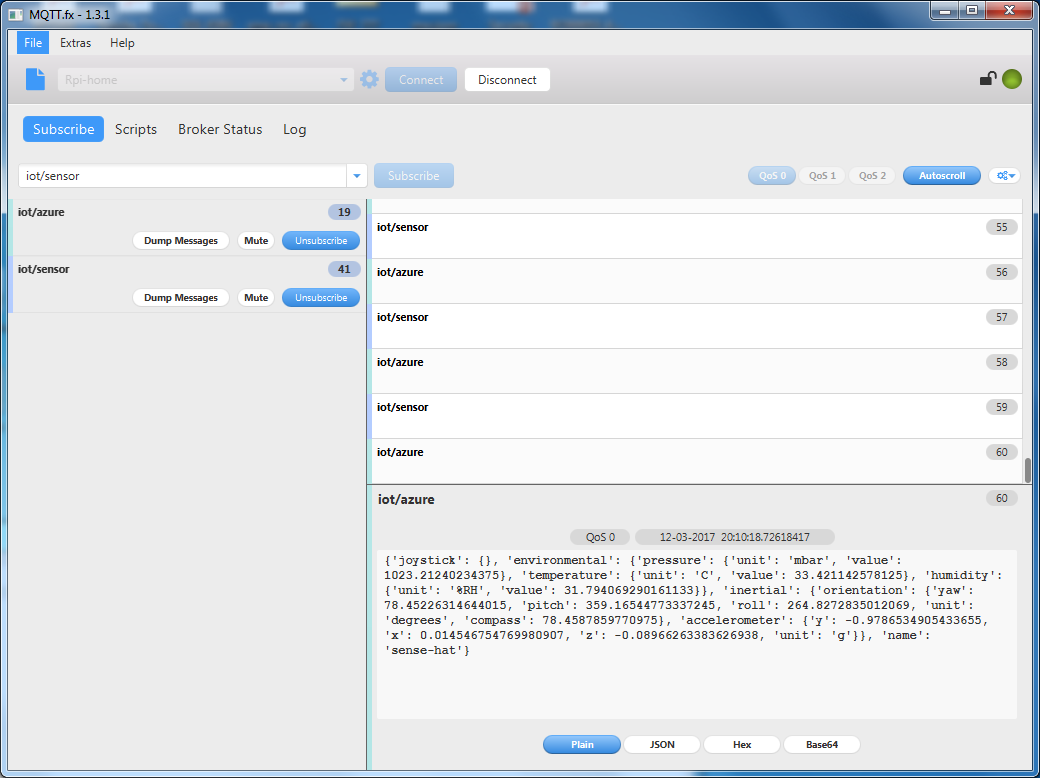 MQTT.fx - 1.3.1
File Extras Help
Rpi-home Connect Disconnect
Subscribe Scripts Broker Status Log
iot/sensor Subscribe QoS 0 QoS 1 QoS 2 Autoscroll
iot/azure 19
Dump Messages Mute Unsubscribe
iot/sensor 41
Dump Messages Mute Unsubscribe
iot/sensor 55
iot/azure 56
iot/sensor 57
iot/azure 58
iot/sensor 59
iot/azure 60
iot/azure 60
QoS 0 12-03-2017 20:10:18.72618417
{'joystick': {}, 'environmental': {'pressure': {'unit': 'mbar', 'value':
1023.21240234375}, 'temperature': {'unit': 'C', 'value': 33.421142578125}, 'humidity':
{'unit': '%RH', 'value': 31.794069290161133}}, 'inertial': {'orientation': {'yaw':
78.45226314644015, 'pitch': 359.16544773337245, 'roll': 264.8272835012069, 'unit':
'degrees', 'compass': 78.4587859770975}, 'accelerometer': {'y': -0.9786534905433655,
'x': 0.014546754769980907, 'z': -0.08966263383626938, 'unit': 'g'}}, 'name':
'sense-hat'}
Plain JSON Hex Base64